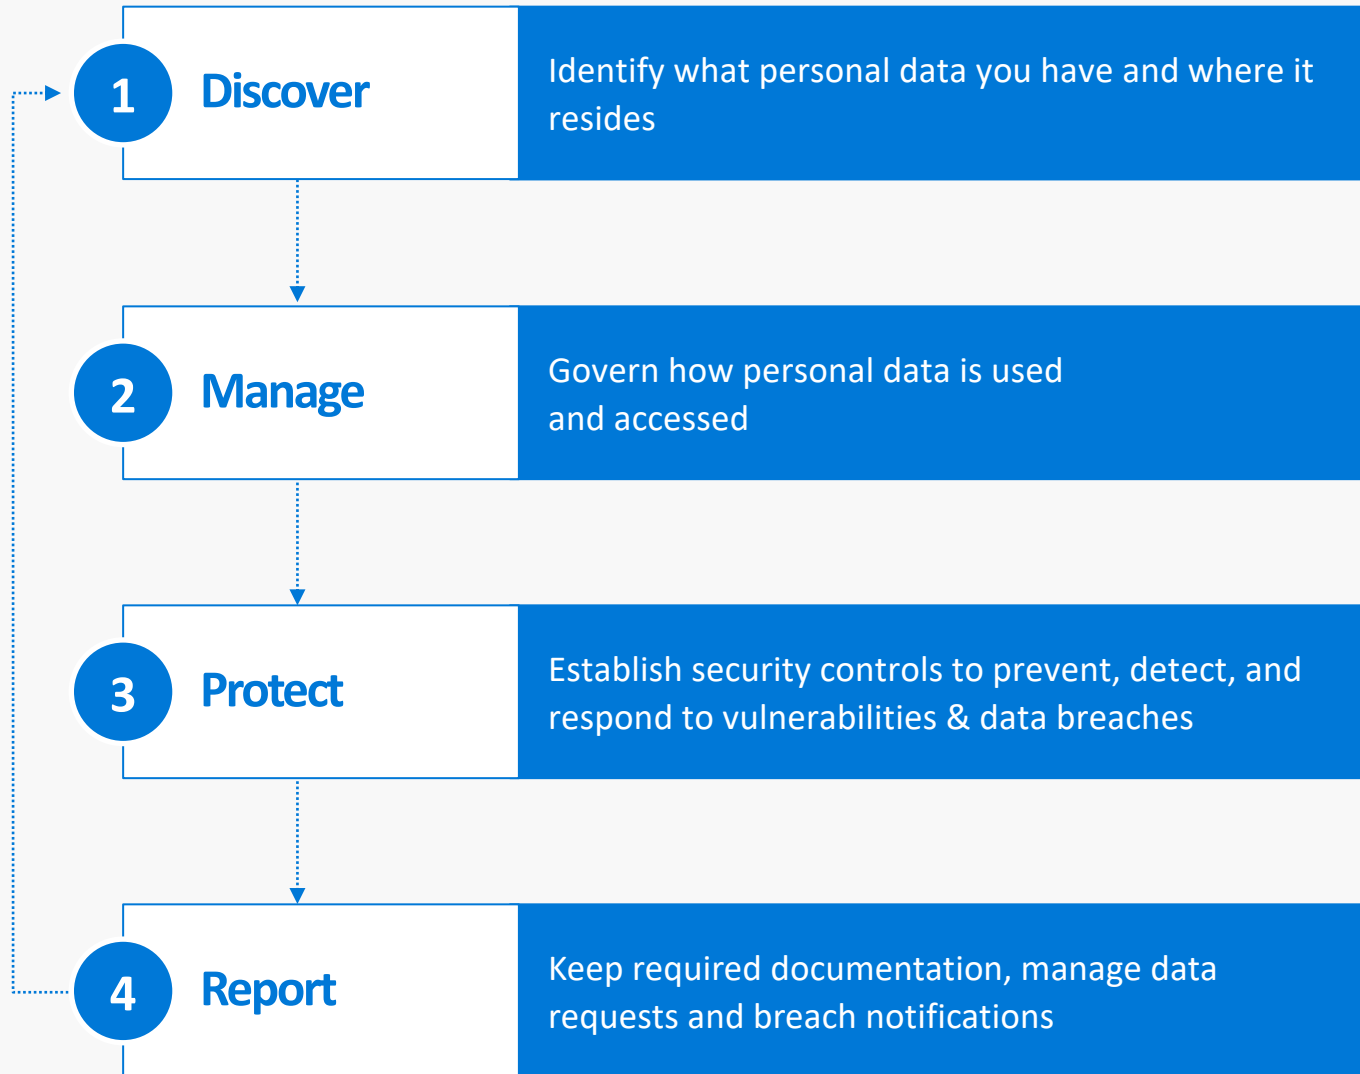 1
Discover
Identify what personal data you have and where it
resides
2
Manage
Govern how personal data is used
and accessed
3
Protect
Establish security controls to prevent, detect, and
respond to vulnerabilities & data breaches
4
Report
Keep required documentation, manage data
requests and breach notifications